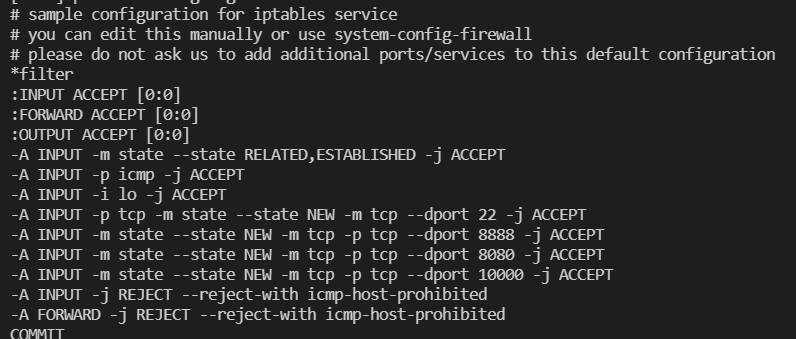 # sample configuration for iptables service
# you can edit this manually or use system-config-firewall
# please do not ask us to add additional ports/services to this default configuration
*filter
:INPUT ACCEPT [0:0]
:FORWARD ACCEPT [0:0]
:OUTPUT ACCEPT [0:0]
-A INPUT -m state --state RELATED,ESTABLISHED -j ACCEPT
-A INPUT -p icmp -j ACCEPT
-A INPUT -i lo -j ACCEPT
-A INPUT -p tcp -m state --state NEW -m tcp --dport 22 -j ACCEPT
-A INPUT -m state --state NEW -m tcp -p tcp --dport 8888 -j ACCEPT
-A INPUT -m state --state NEW -m tcp -p tcp --dport 8080 -j ACCEPT
-A INPUT -m state --state NEW -m tcp -p tcp --dport 10000 -j ACCEPT
-A INPUT -j REJECT --reject-with icmp-host-prohibited
-A FORWARD -j REJECT --reject-with icmp-host-prohibited
COMMIT